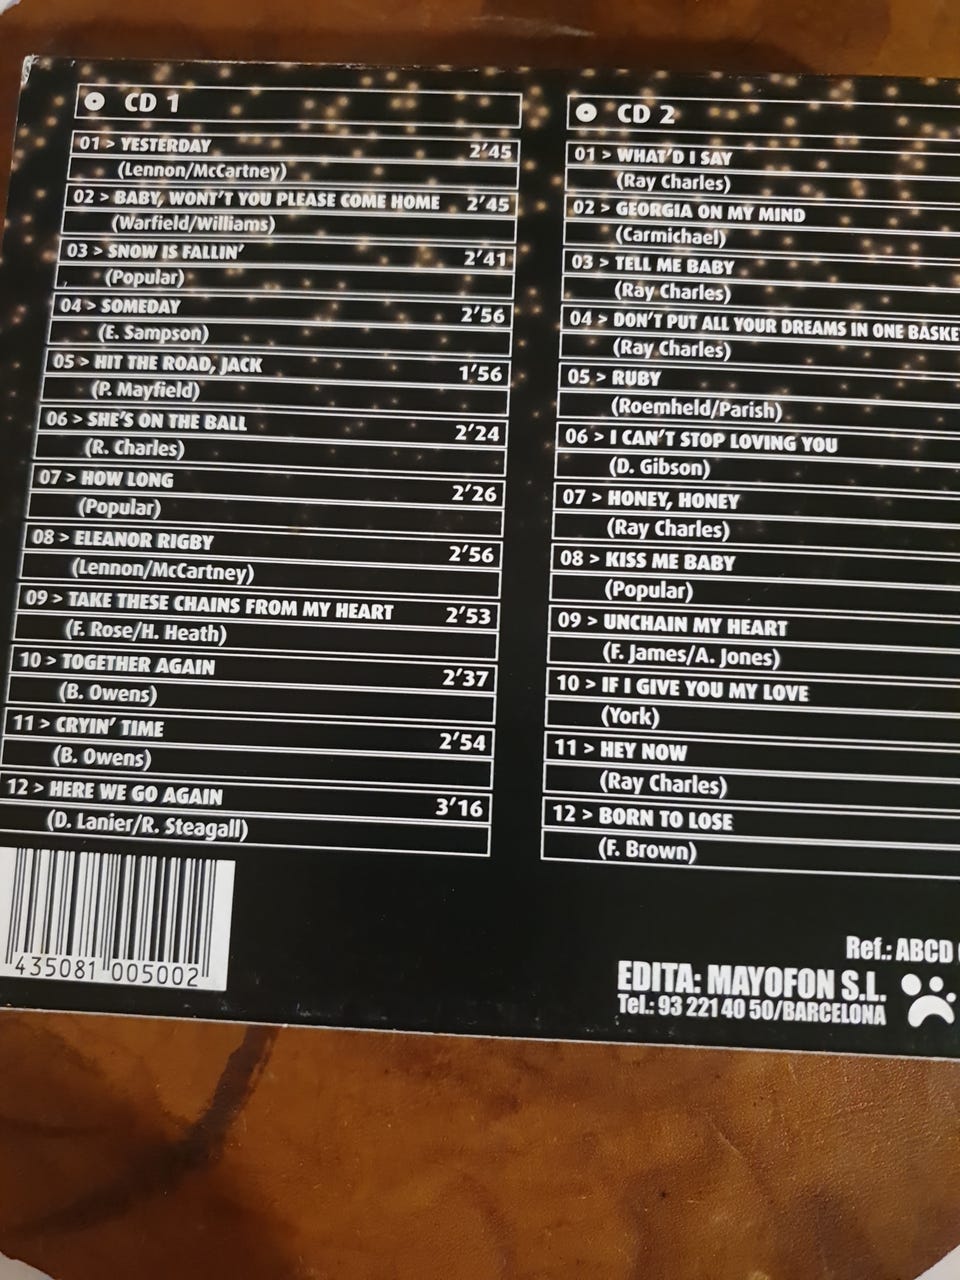 CD 1
01 > YESTERDAY 2'45
(Lennon/McCartney)
02 > BABY, WONT'T YOU PLEASE COME HOME 2'45
(Warfield/Williams)
03 > SNOW IS FALLIN' 2'41
(Popular)
04 > SOMEDAY 2'56
(E. Sampson)
05 > HIT THE ROAD, JACK 1'56
(P. Mayfield)
06 > SHE'S ON THE BALL 2'24
(R. Charles)
07 > HOW LONG 2'26
(Popular)
08 > ELEANOR RIGBY 2'56
(Lennon/McCartney)
09 > TAKE THESE CHAINS FROM MY HEART 2'53
(F. Rose/H. Heath)
10 > TOGETHER AGAIN 2'37
(B. Owens)
11 > CRYIN' TIME 2'54
(B. Owens)
12 > HERE WE GO AGAIN 3'16
(D. Lanier/R. Steagall)
435081 005002
CD 2
01 > WHAT'D I SAY
(Ray Charles)
02 > GEORGIA ON MY MIND
(Carmichael)
03 > TELL ME BABY
(Ray Charles)
04 > DON'T PUT ALL YOUR DREAMS IN ONE BASKE
(Ray Charles)
05 > RUBY
(Roemheld/Parish)
06 > I CAN'T STOP LOVING YOU
(D. Gibson)
07 > HONEY, HONEY
(Ray Charles)
08 > KISS ME BABY
(Popular)
09 > UNCHAIN MY HEART
(F. James/A. Jones)
10 > IF I GIVE YOU MY LOVE
(York)
11 > HEY NOW
(Ray Charles)
12 > BORN TO LOSE
(F. Brown)
Ref.: ABCD
EDITA: MAYOFON S.L.
Tel.: 93 221 40 50/BARCELONA